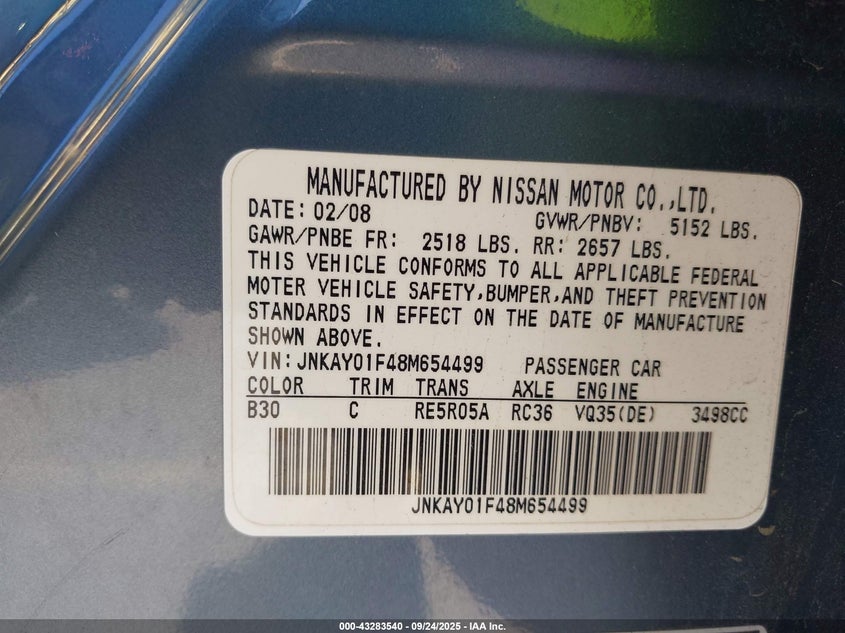 MANUFACTURED BY NISSAN MOTOR CO.,LTD.
DATE: 02/08 GVWR/PNBV: 5152 LBS.
GAWR/PNBE FR: 2518 LBS. RR: 2657 LBS.
THIS VEHICLE CONFORMS TO ALL APPLICABLE FEDERAL
MOTER VEHICLE SAFETY,BUMPER,AND THEFT PREVENTION
STANDARDS IN EFFECT ON THE DATE OF MANUFACTURE
SHOWN ABOVE.
VIN:JNKAY01F48M654499 PASSENGER CAR
COLOR TRIM TRANS AXLE ENGINE
B30 C RE5R05A RC36 VQ35(DE) 3498CC
JNKAY01F48M654499
000-43283540 - 09/24/2025 - IAA Inc.